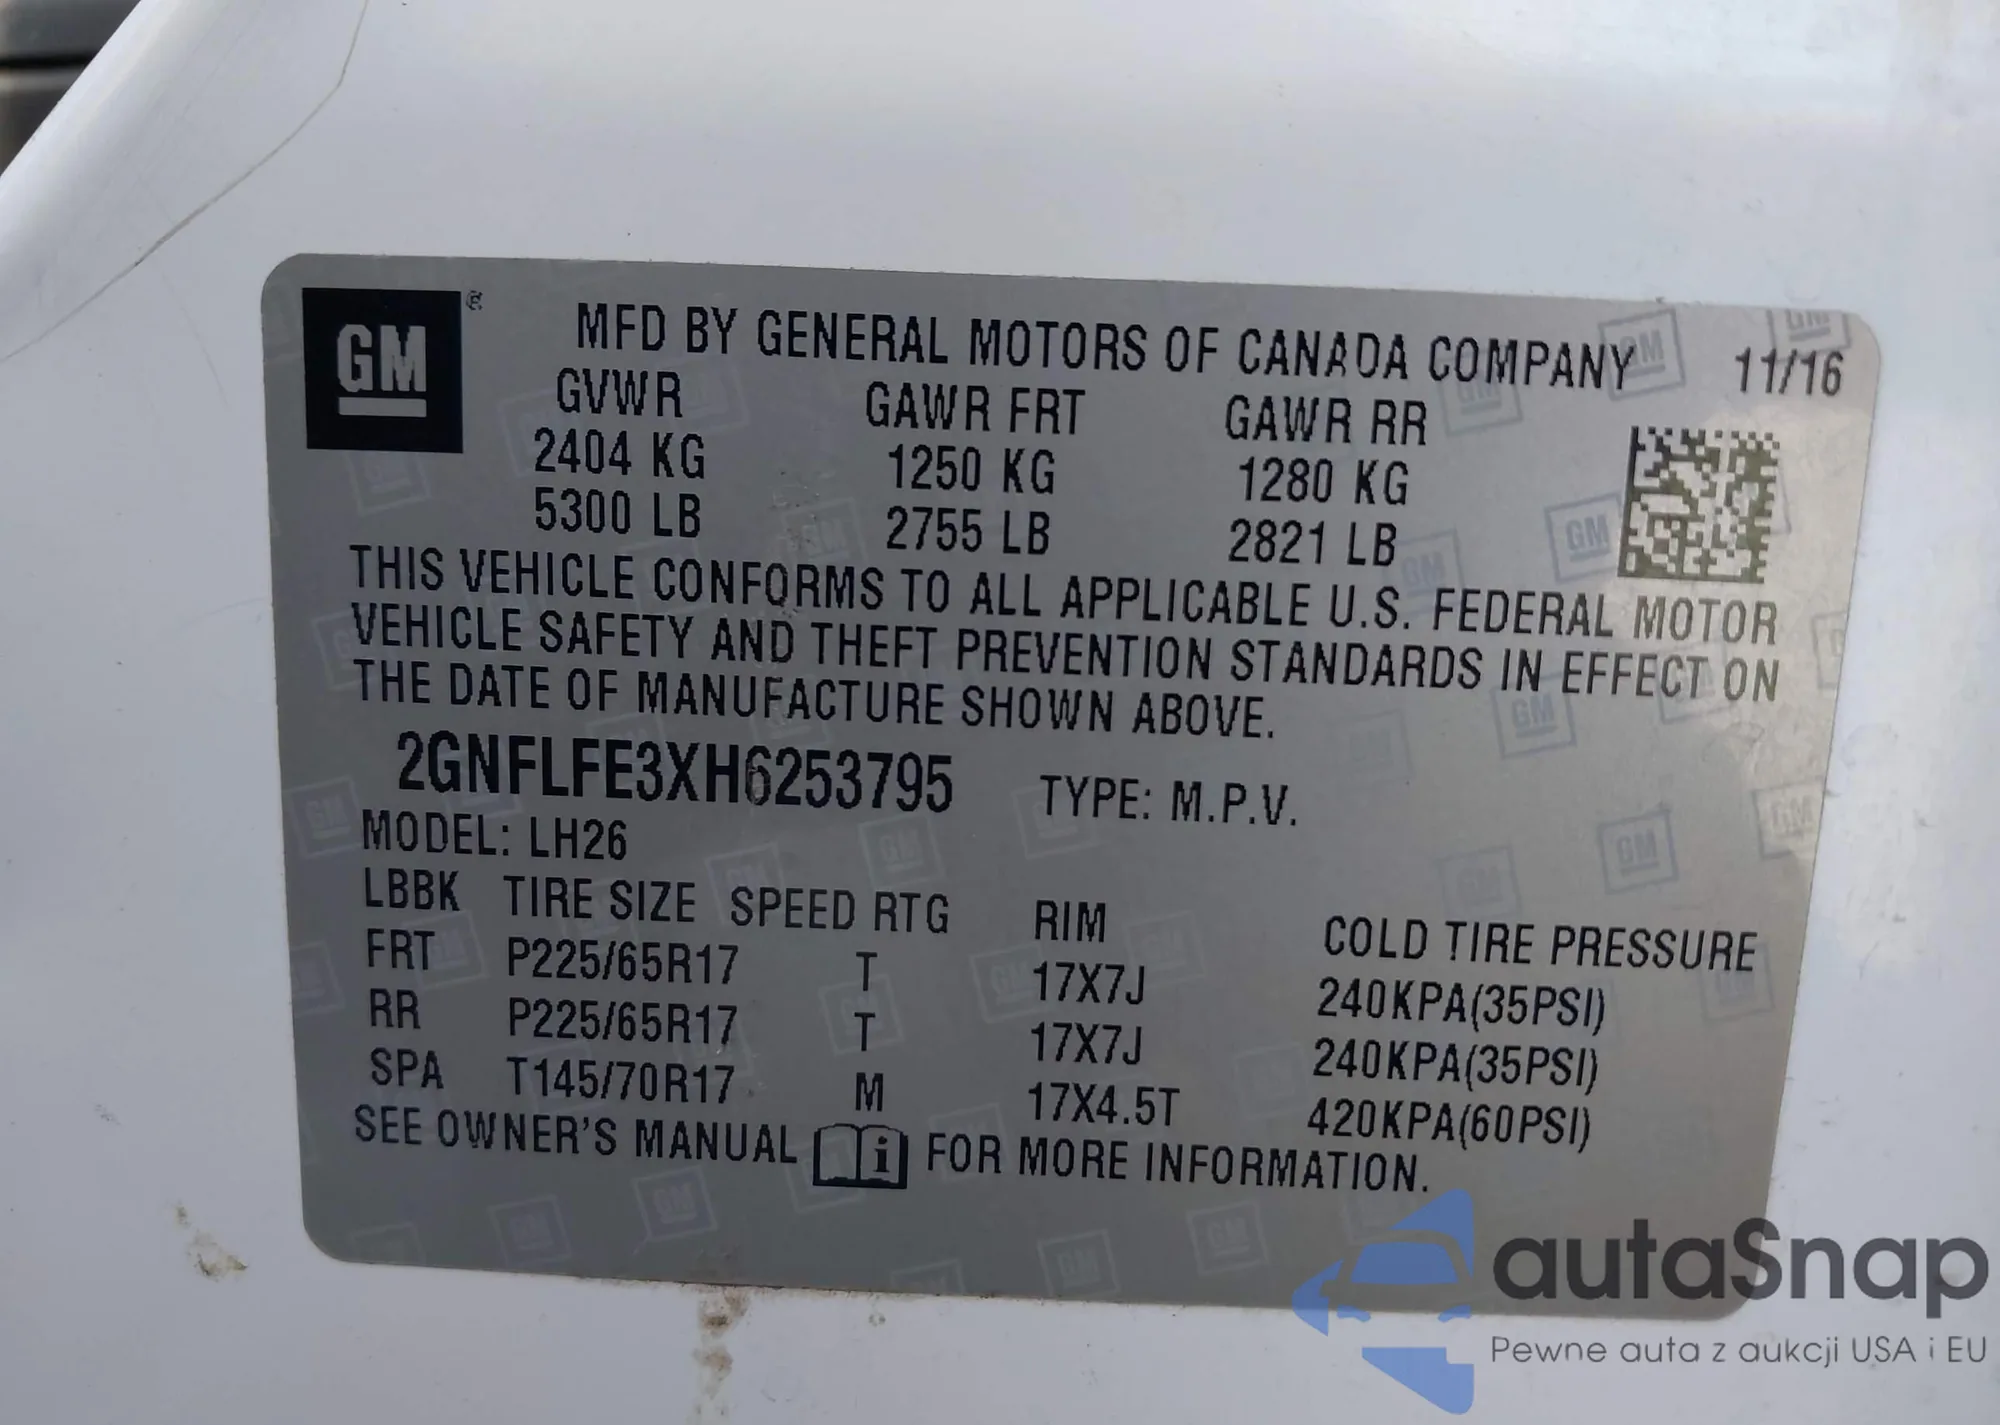 GM ®
MFD BY GENERAL MOTORS OF CANADA COMPANY 11/16
GVWR GAWR FRT GAWR RR
2404 KG 1250 KG 1280 KG
5300 LB 2755 LB 2821 LB
THIS VEHICLE CONFORMS TO ALL APPLICABLE U.S. FEDERAL MOTOR
VEHICLE SAFETY AND THEFT PREVENTION STANDARDS IN EFFECT ON
THE DATE OF MANUFACTURE SHOWN ABOVE.
2GNFLFE3XH6253795 TYPE: M.P.V.
MODEL: LH26
LBBK TIRE SIZE SPEED RTG RIM COLD TIRE PRESSURE
FRT P225/65R17 T 17X7J 240KPA(35PSI)
RR P225/65R17 T 17X7J 240KPA(35PSI)
SPA T145/70R17 M 17X4.5T 420KPA(60PSI)
SEE OWNER'S MANUAL i FOR MORE INFORMATION.
autaSnap
Pewne auta z aukcji USA i EU